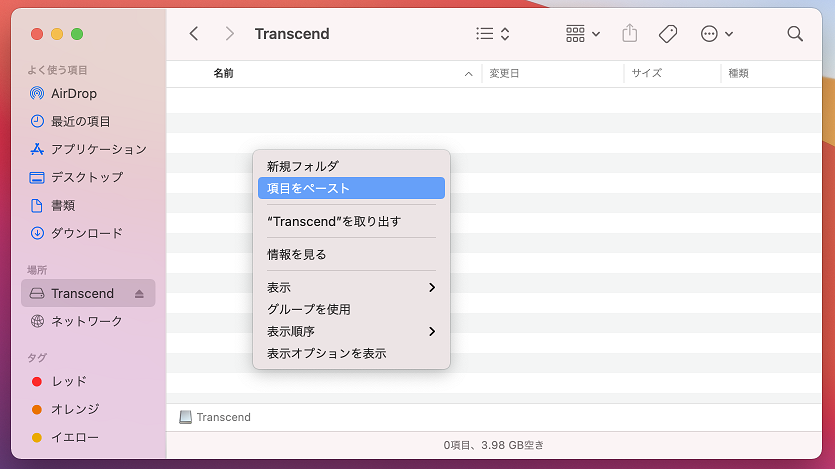 Transcend
よく使う項目
AirDrop
最近の項目
アプリケーション
デスクトップ
書類
ダウンロード
場所
Transcend
ネットワーク
タグ
レッド
オレンジ
イエロー
名前 変更日 サイズ 種類
新規フォルダ
項目をペースト
“Transcend”を取り出す
情報を見る
表示
グループを使用
表示順序
表示オプションを表示
Transcend
0項目、3.98 GB空き